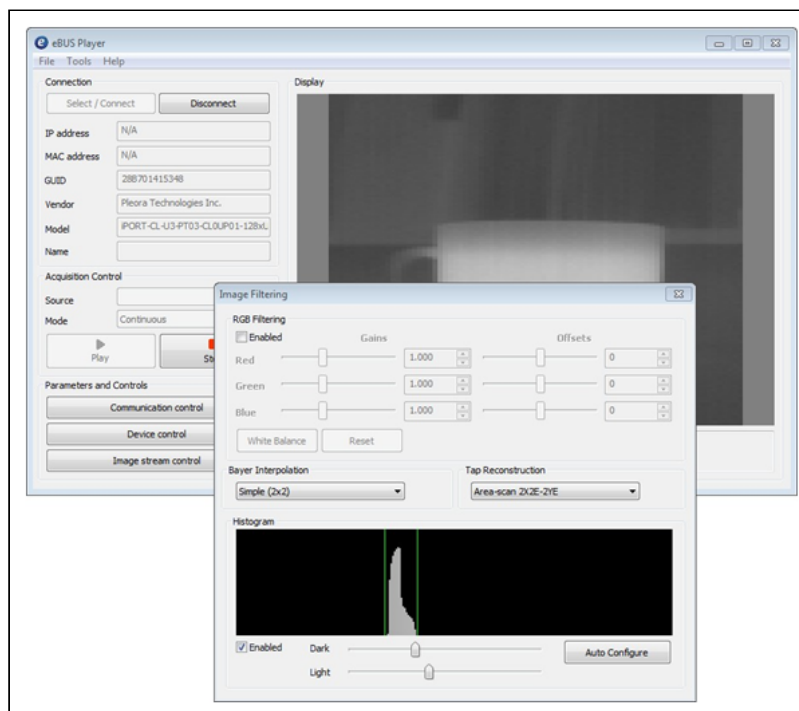 eBUS Player
File Tools Help
Connection
Select / Connect Disconnect
IP address N/A
MAC address N/A
GUID 28B701415348
Vendor Pleora Technologies Inc.
Model iPORT-CL-U3-PT03-CL0UP01-128xL
Name
Acquisition Control
Source
Mode Continuous
Play
Parameters and Controls
Communication control
Device control
Image stream control
Display
Image Filtering
RGB Filtering
Enabled Gains Offsets
Red 1.000 0
Green 1.000 0
Blue 1.000 0
White Balance Reset
Bayer Interpolation Tap Reconstruction
Simple (2x2) Area-scan 2X2E-2YE
Histogram
Enabled Dark Auto Configure
Light